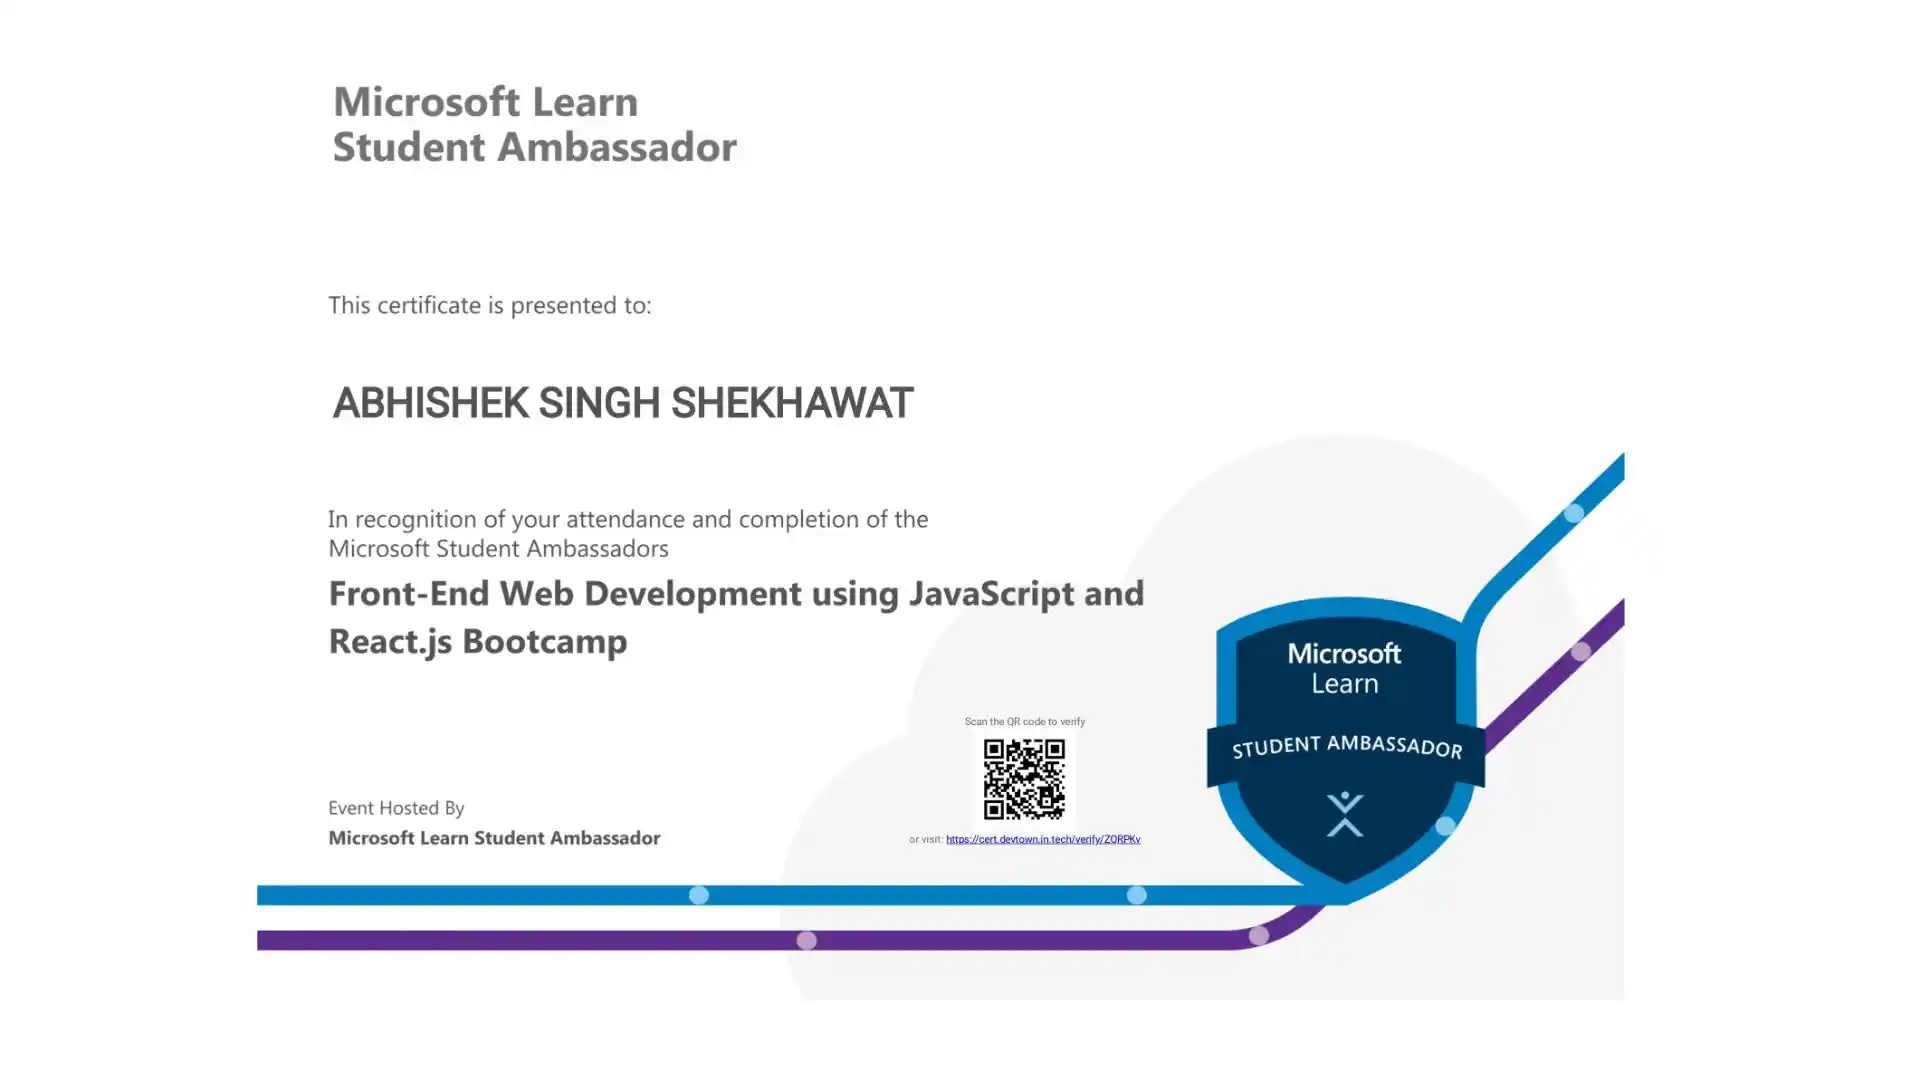 Microsoft Learn
Student Ambassador
This certificate is presented to:
ABHISHEK SINGH SHEKHAWAT
In recognition of your attendance and completion of the
Microsoft Student Ambassadors
Front-End Web Development using JavaScript and
React.js Bootcamp
Scan the QR code to verify
Event Hosted By
Microsoft Learn Student Ambassador
or visit: https://cert.devtown.in.tech/verify/ZORPKv
Microsoft
Learn
STUDENT AMBASSADOR